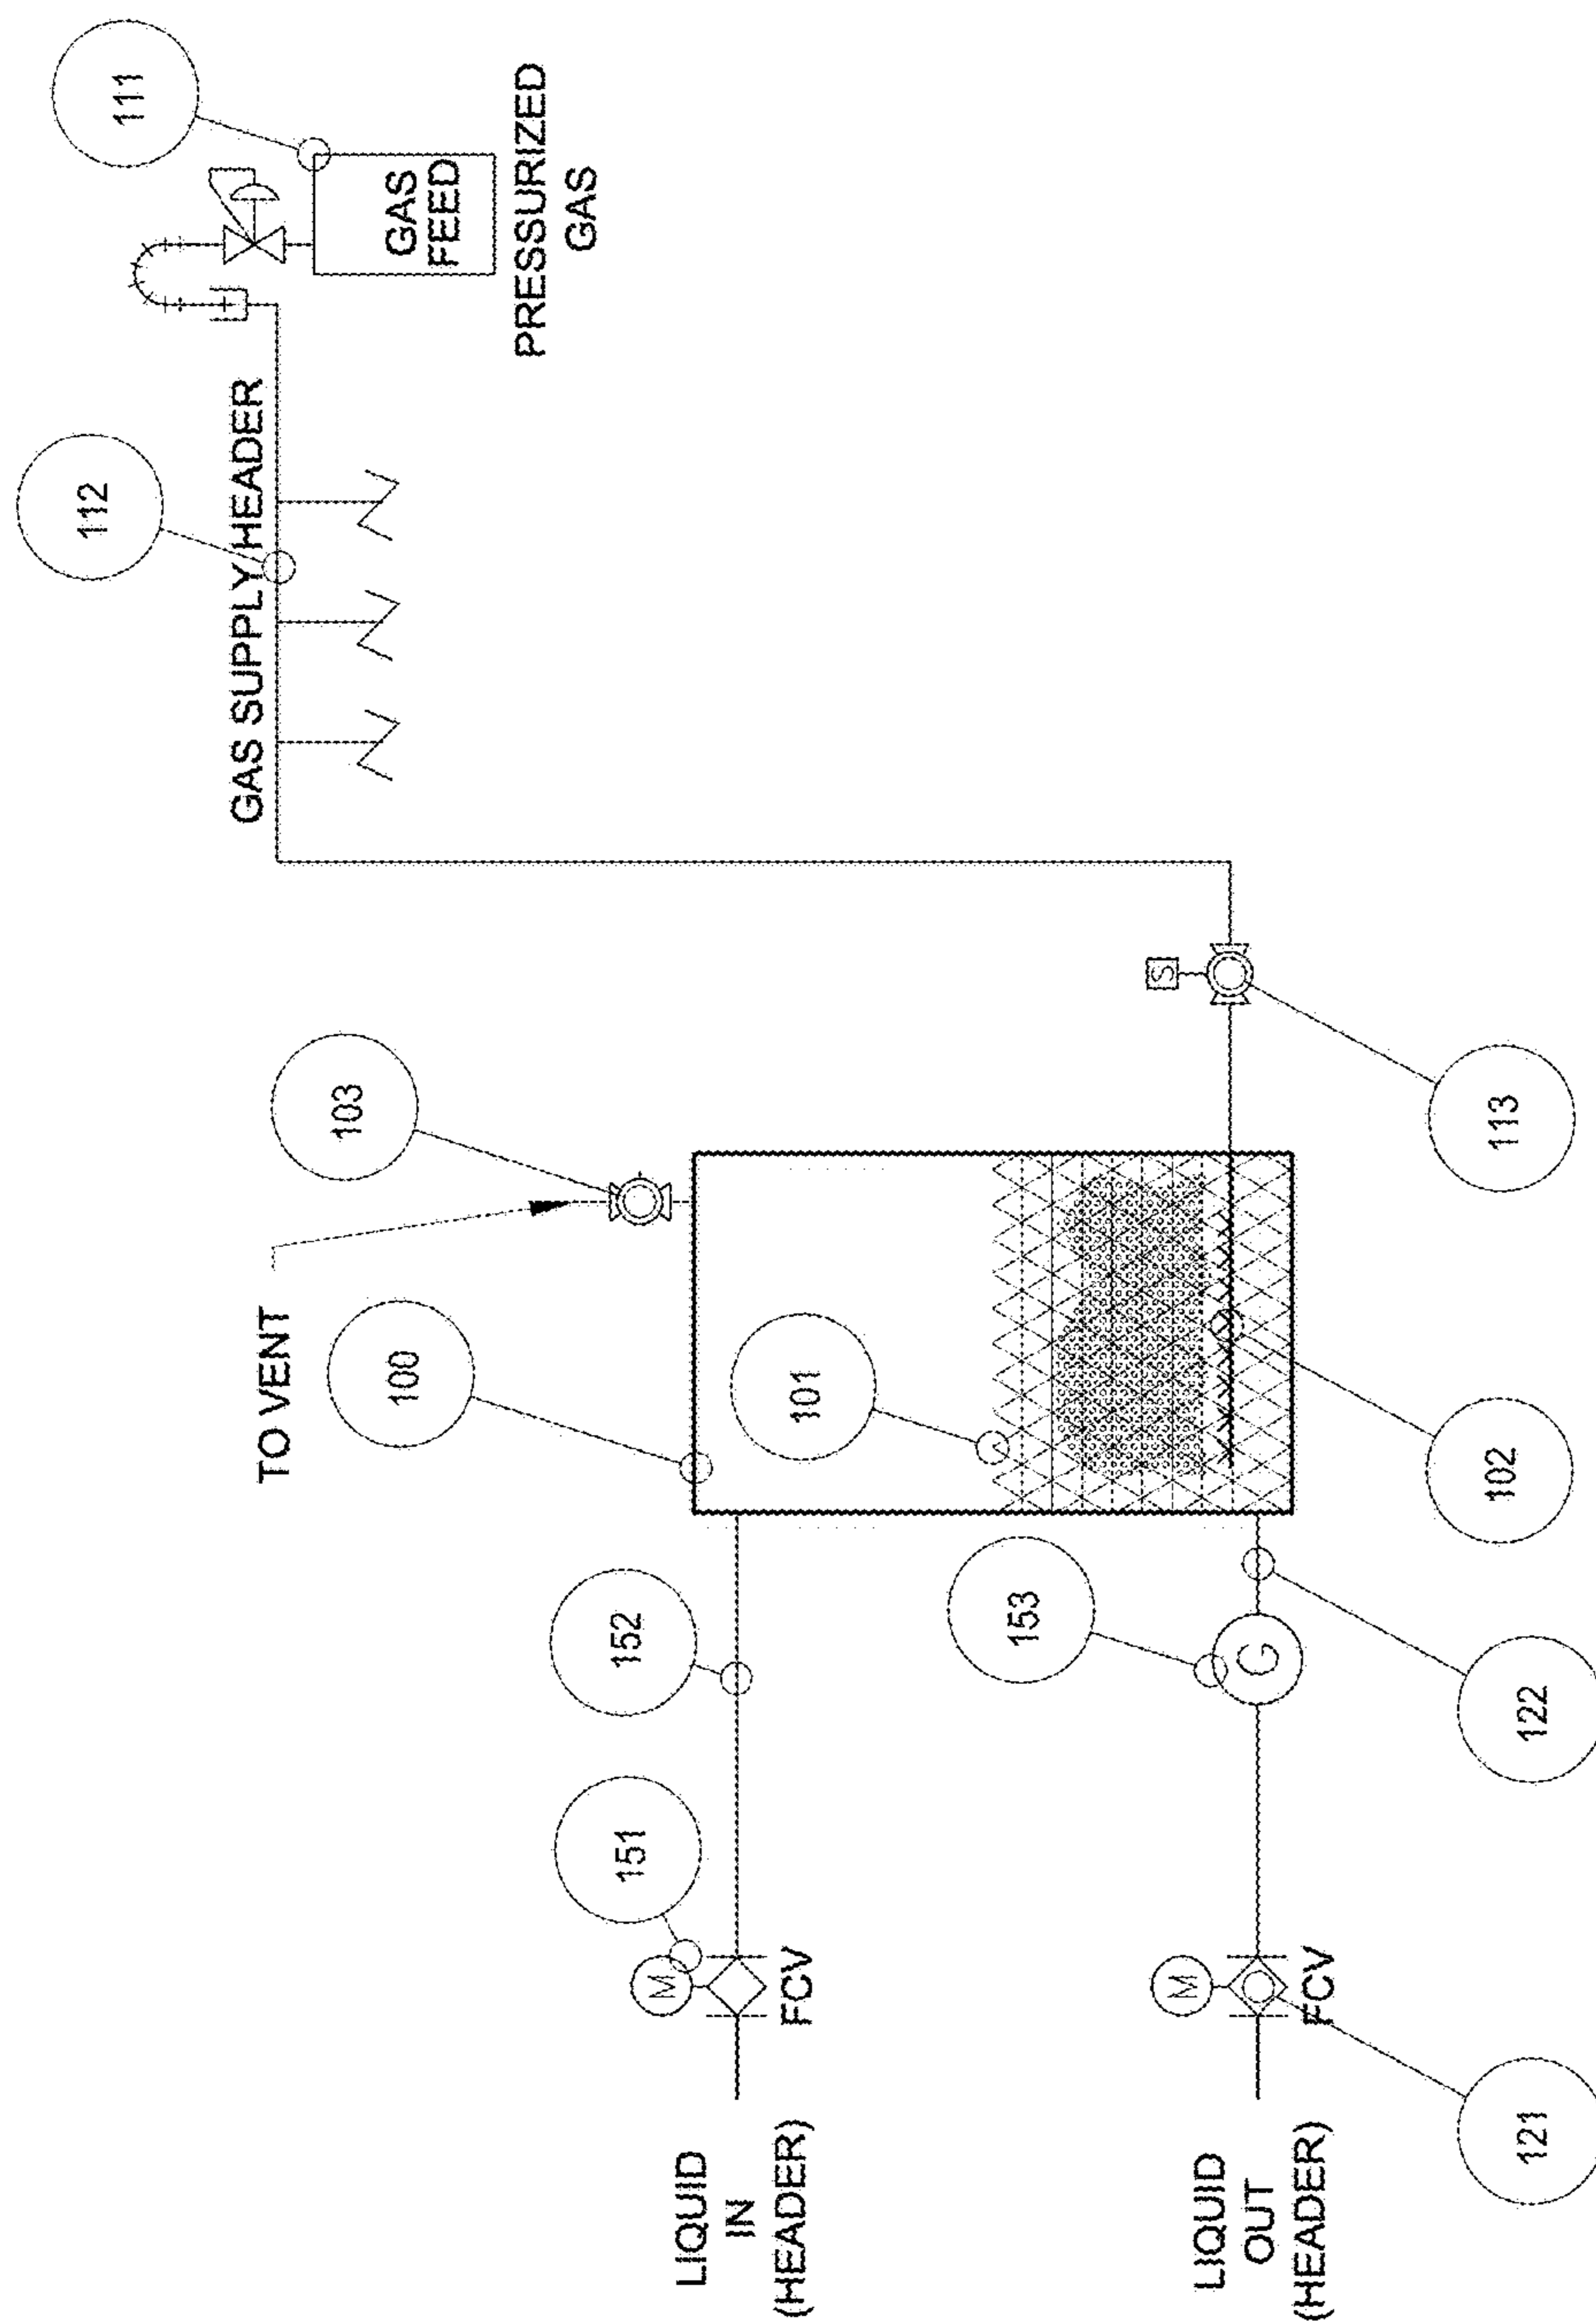 TO VENT
GAS SUPPLY HEADER
112
111
GAS
FEED
PRESSURIZED
GAS
103
100
101
152
151
M
FCV
LIQUID
IN
(HEADER)
153
G
M
FCV
LIQUID
OUT
(HEADER)
S
113
102
122
121